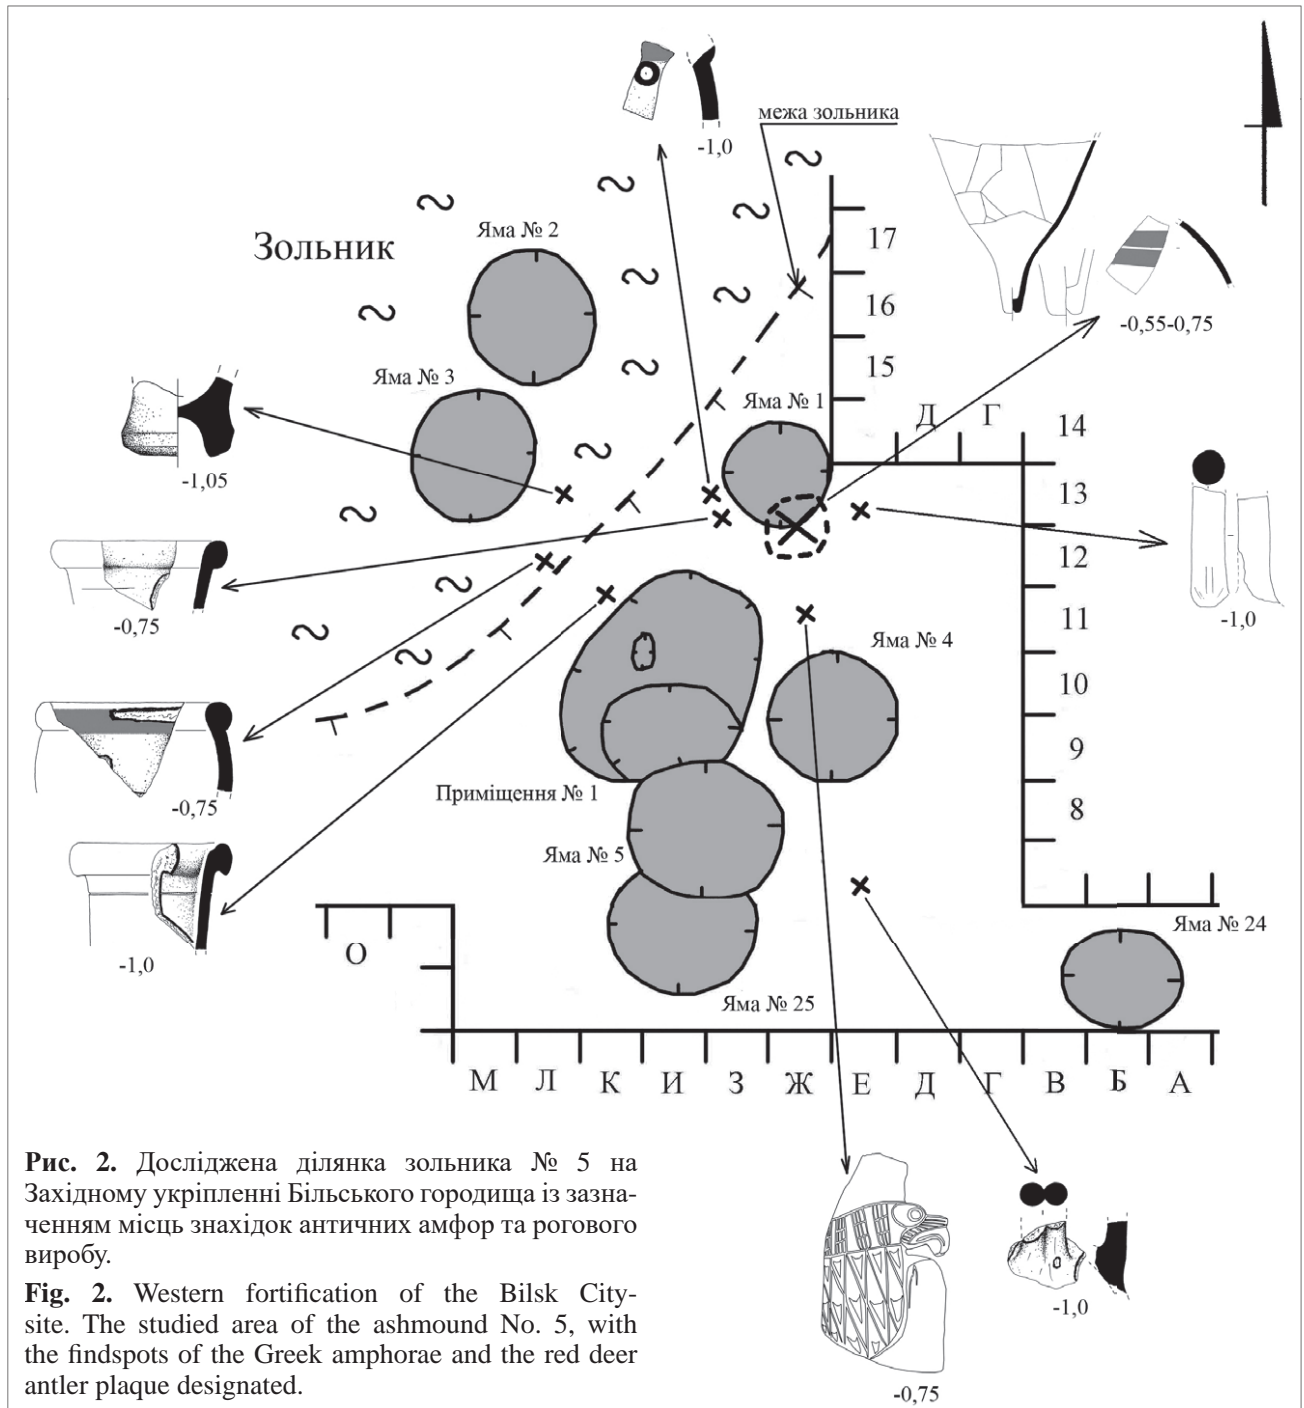 -1,0
межа зольника
Яма № 2
Зольник
17
16
-0,55-0,75
15
Яма № 3
Яма № 1
Д Г
14
-1,05
13
12
-0,75
11
-1,0
Яма № 4
10
9
-0,75
Приміщення № 1
8
Яма № 5
О
-1,0
Яма № 24
Яма № 25
М Л К И З Ж Е Д Г В Б А
Рис. 2. Досліджена ділянка зольника № 5 на
Західному укріпленні Більського городища із зазна-
ченням місць знахідок античних амфор та рогового
виробу.
Fig. 2. Western fortification of the Bilsk City-
site. The studied area of the ashmound No. 5, with
the findspots of the Greek amphorae and the red deer
antler plaque designated.
-1,0
-0,75